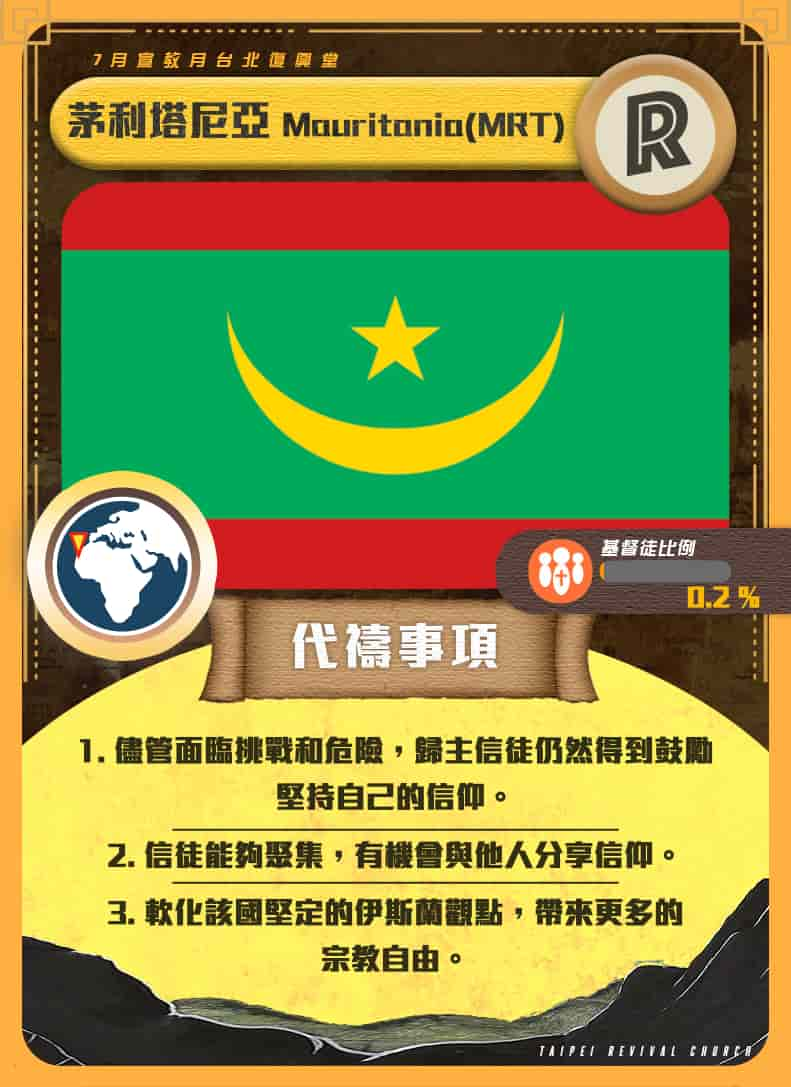 7月宣教月台北復興堂
茅利塔尼亞 Mauritania(MRT)
R
基督徒比例
0.2 %
代禱事項
1. 儘管面臨挑戰和危險，歸主信徒仍然得到鼓勵
堅持自己的信仰。
2. 信徒能夠聚集，有機會與他人分享信仰。
3. 軟化該國堅定的伊斯蘭觀點，帶來更多的
宗教自由。
TAIPEI REVIVAL CHURCH